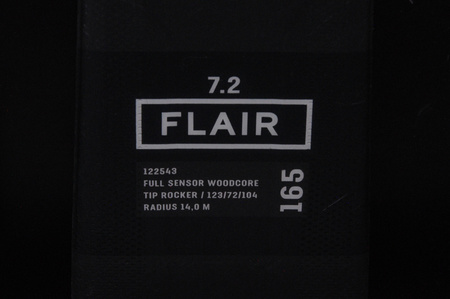 7.2
FLAIR
122543
FULL SENSOR WOODCORE
TIP ROCKER / 123/72/104
RADIUS 14,0 M
165